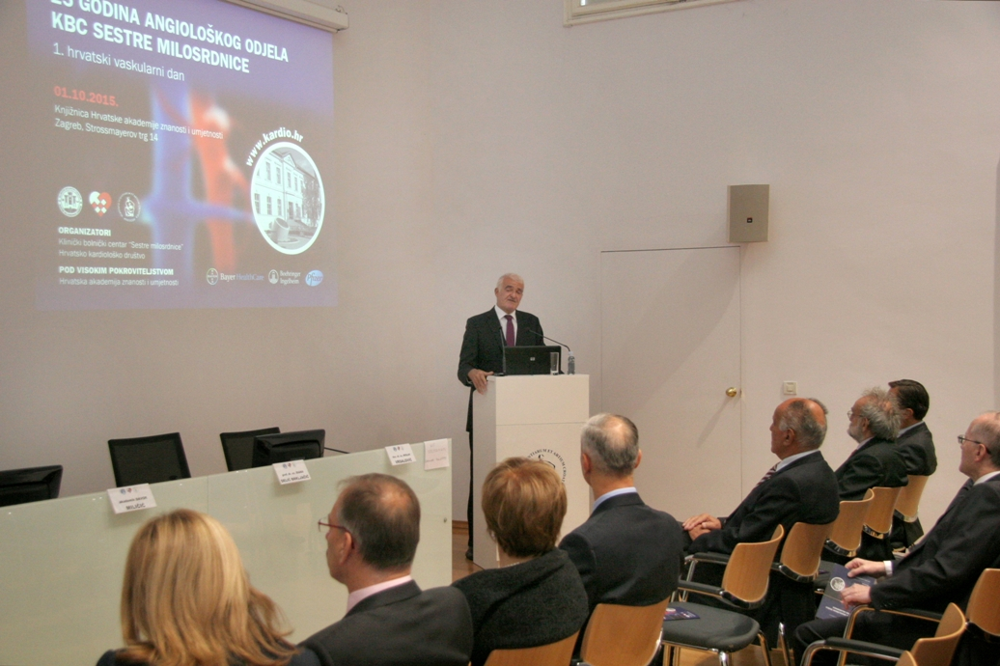 25 GODINA ANGIOLOŠKOG ODJELA
KBC SESTRE MILOSRDNICE
1. hrvatski vaskularni dan
01.10.2015.
Knjižnica Hrvatske akademije znanosti i umjetnosti
Zagreb, Strossmayerov trg 14
www.kardio.hr
ORGANIZATORI
Klinički bolnički centar "Sestre milosrdnice"
Hrvatsko kardiološko društvo
POD VISOKIM POKROVITELJSTVOM
Hrvatska akademija znanosti i umjetnosti
Bayer HealthCare
Boehringer
Ingelheim
Pfizer
MILIČIĆ